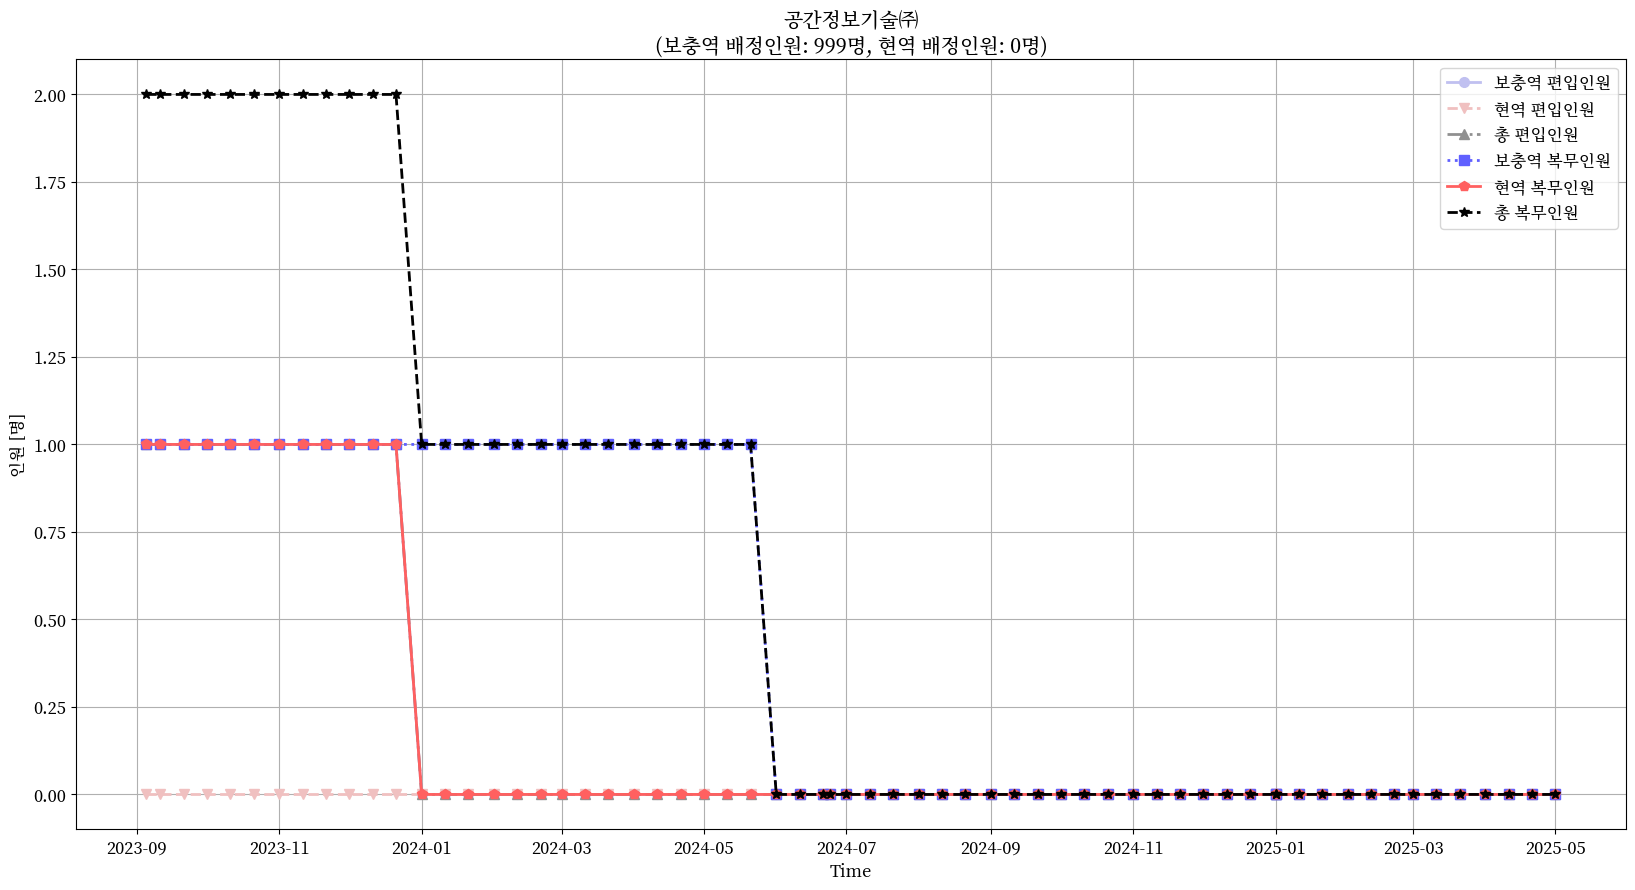 공간정보기술㈜
(보충역 배정인원: 999명, 현역 배정인원: 0명)
보충역 편입인원
현역 편입인원
총 편입인원
보충역 복무인원
현역 복무인원
총 복무인원
인원 [명]
2.00
1.75
1.50
1.25
1.00
0.75
0.50
0.25
0.00
2023-09
2023-11
2024-01
2024-03
2024-05
2024-07
2024-09
2024-11
2025-01
2025-03
2025-05
Time